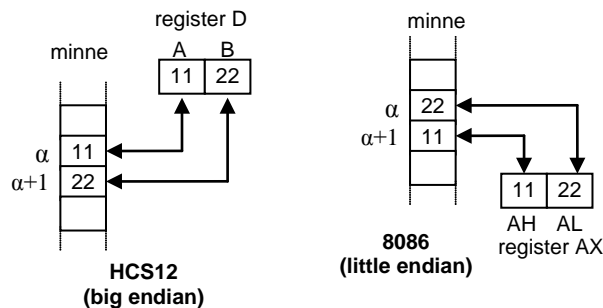 register D
minne
A B
11 22
α 11
α+1 22
HCS12
(big endian)
minne
α 22
α+1 11
11 22
AH AL
register AX
8086
(little endian)